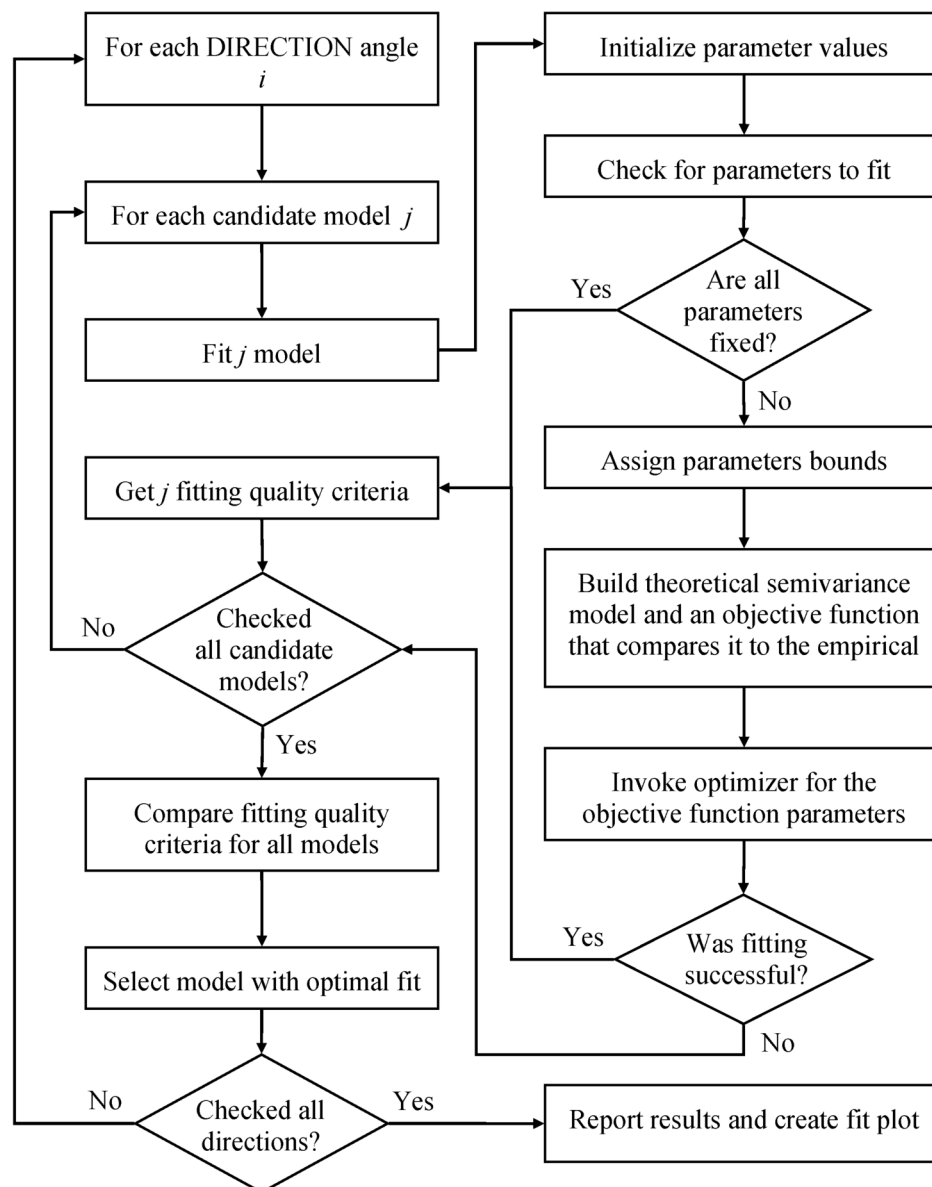 For each DIRECTION angle
i
For each candidate model j
Fit j model
Get j fitting quality criteria
Checked
all candidate
models?
No
Yes
Compare fitting quality
criteria for all models
Select model with optimal fit
Checked all
directions?
No
Yes
Initialize parameter values
Check for parameters to fit
Are all
parameters
fixed?
Yes
No
Assign parameters bounds
Build theoretical semivariance
model and an objective function
that compares it to the empirical
Invoke optimizer for the
objective function parameters
Was fitting
successful?
Yes
No
Report results and create fit plot